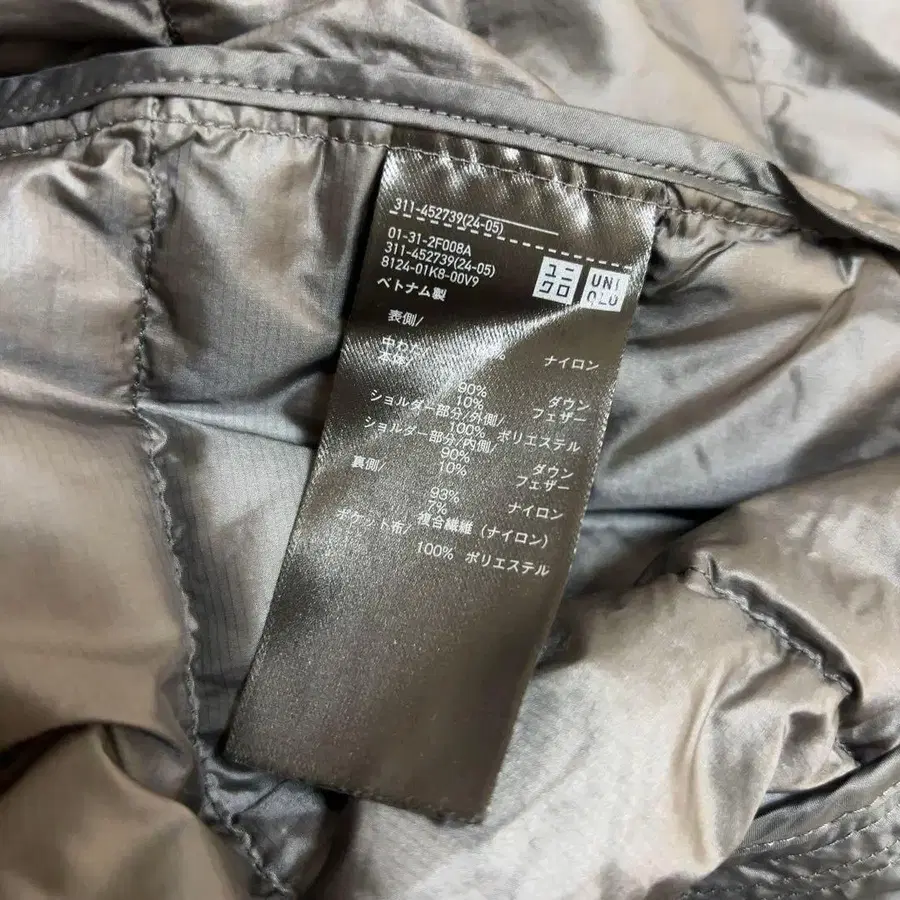 311-452739(24-05)
01-31-2F008A
311-452739(24-05)
8124-01K8-00V9
ベトナム製
ユニクロ
UNIQLO
表側/
ナイロン
中わた/
本体/
90% ダウン
10% フェザー
ショルダー部分/外側/
100% ポリエステル
ショルダー部分/内側/
90% ダウン
10% フェザー
裏側/
93% ナイロン
7% 複合繊維 (ナイロン)
ポケット布/
100% ポリエステル